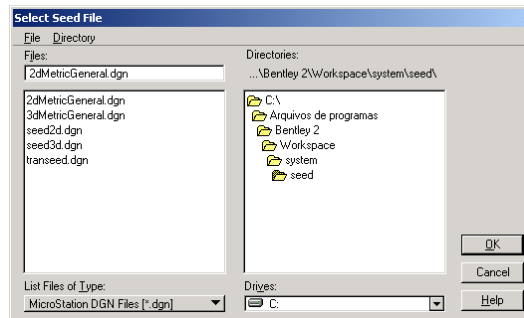 Select Seed File
File Directory
Files:
2dMetricGeneral.dgn
2dMetricGeneral.dgn
3dMetricGeneral.dgn
seed2d.dgn
seed3d.dgn
transeed.dgn
List Files of Type:
MicroStation DGN Files [*.dgn]
Directories:
...\Bentley 2\Workspace\system\seed\
C:\
Arquivos de programas
Bentley 2
Workspace
system
seed
Drives:
C:
OK
Cancel
Help